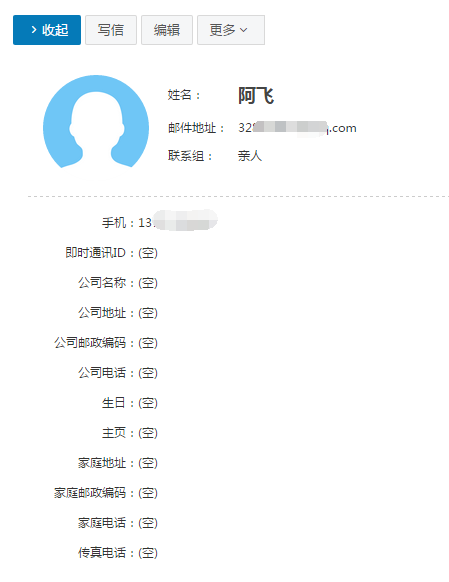 收起 写信 编辑 更多
姓名： 阿飞
邮件地址： 32 q.com
联系组： 亲人
手机：13
即时通讯ID：(空)
公司名称：(空)
公司地址：(空)
公司邮政编码：(空)
公司电话：(空)
生日：(空)
主页：(空)
家庭地址：(空)
家庭邮政编码：(空)
家庭电话：(空)
传真电话：(空)